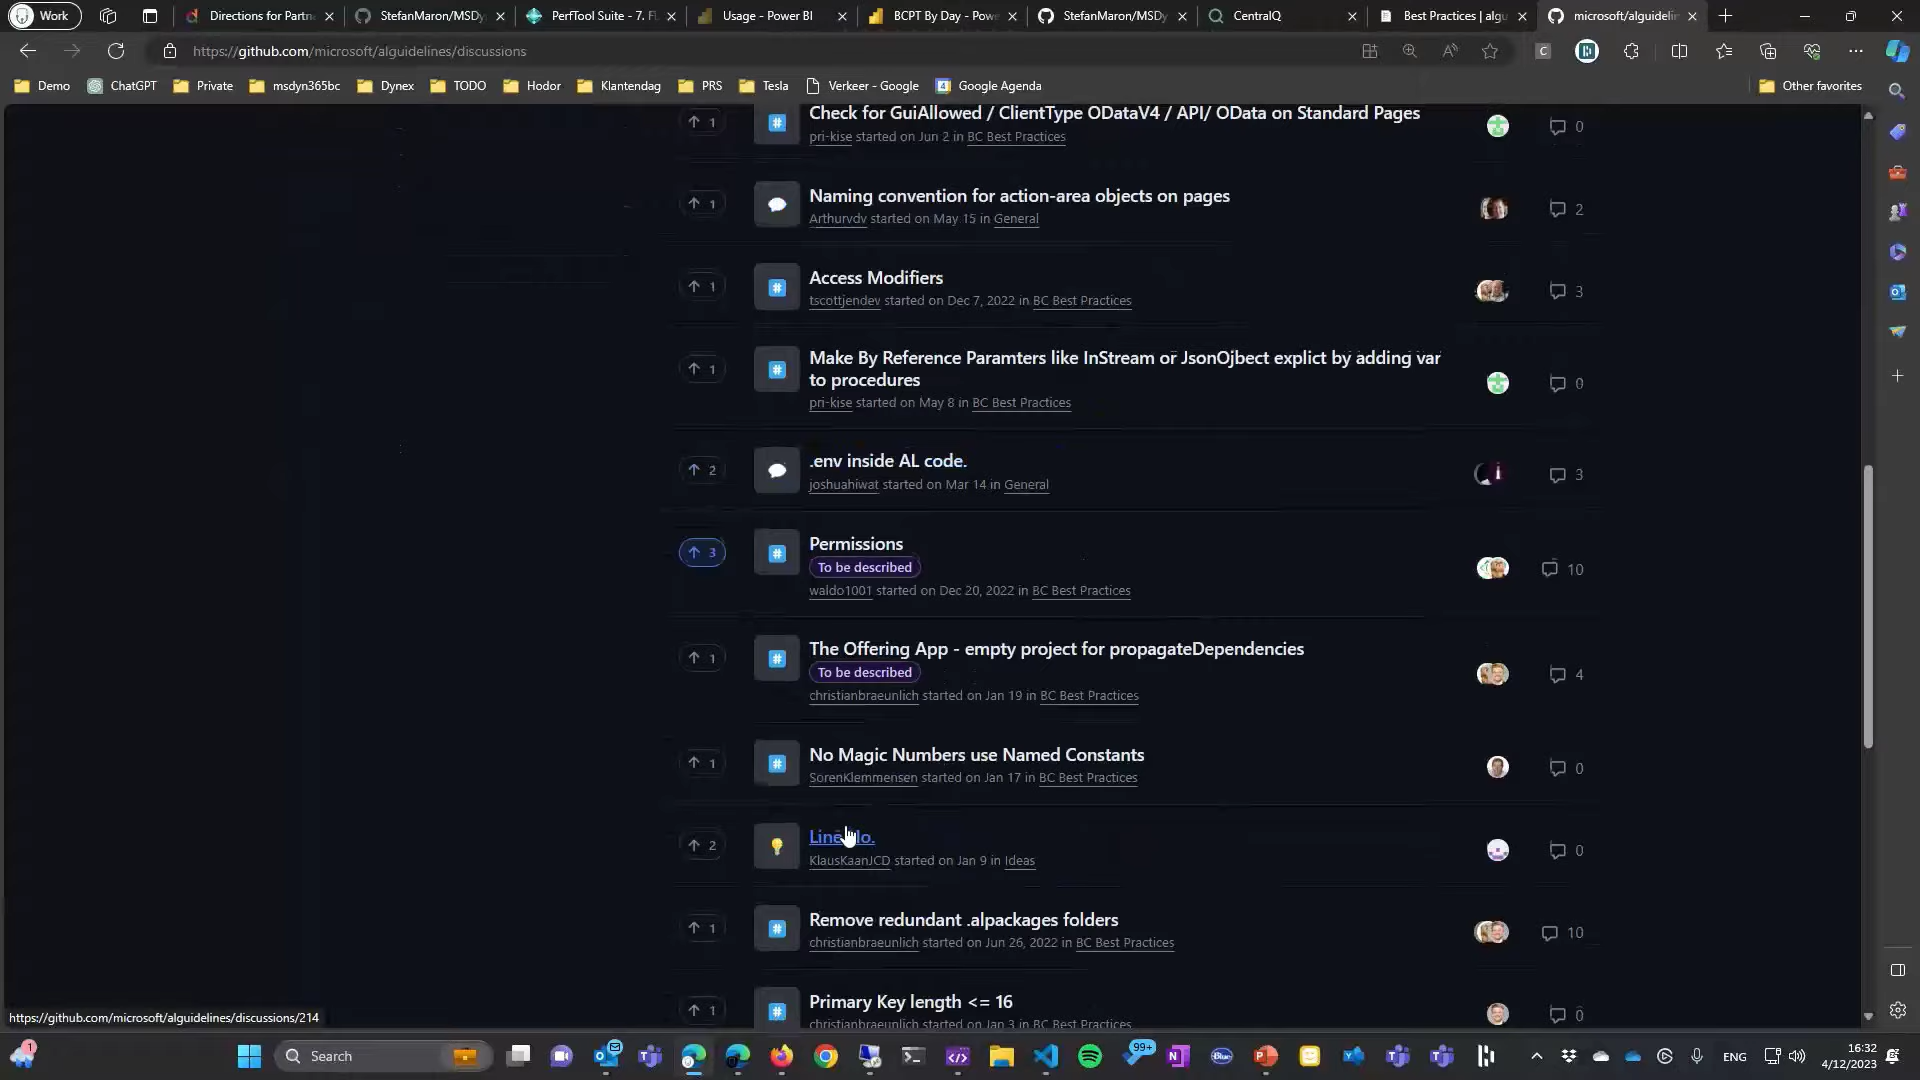 Work
Directions for Partn
StefanMaron/MSDy
PerfTool Suite - 7. Fi
Usage - Power BI
BCPT By Day - Powe
StefanMaron/MSDy
CentralQ
Best Practices | algu
microsoft/alguidelin
https://github.com/microsoft/alguidelines/discussions
Demo
ChatGPT
Private
msdyn365bc
Dynex
TODO
Hodor
Klantendag
PRS
Tesla
Verkeer - Google
Google Agenda
Other favorites
1
Check for GuiAllowed / ClientType ODataV4 / API/ OData on Standard Pages
pri-kise started on Jun 2 in BC Best Practices
0
1
Naming convention for action-area objects on pages
Arthurvdv started on May 15 in General
2
1
Access Modifiers
tscottjendev started on Dec 7, 2022 in BC Best Practices
3
1
Make By Reference Paramters like InStream or JsonOjbect explict by adding var
to procedures
pri-kise started on May 8 in BC Best Practices
0
2
.env inside AL code.
joshuahiwat started on Mar 14 in General
3
3
Permissions
To be described
waldo1001 started on Dec 20, 2022 in BC Best Practices
10
1
The Offering App - empty project for propagateDependencies
To be described
christianbraeunlich started on Jan 19 in BC Best Practices
4
1
No Magic Numbers use Named Constants
SorenKlemmensen started on Jan 17 in BC Best Practices
0
2
KlausKaanJCD started on Jan 9 in Ideas
0
1
Remove redundant .alpackages folders
christianbraeunlich started on Jun 26, 2022 in BC Best Practices
10
1
Primary Key length <= 16
christianbraeunlich started on Jan 3 in BC Best Practices
0
https://github.com/microsoft/alguidelines/discussions/214
1
Search
99+
Blue
ENG
16:32
4/12/2023